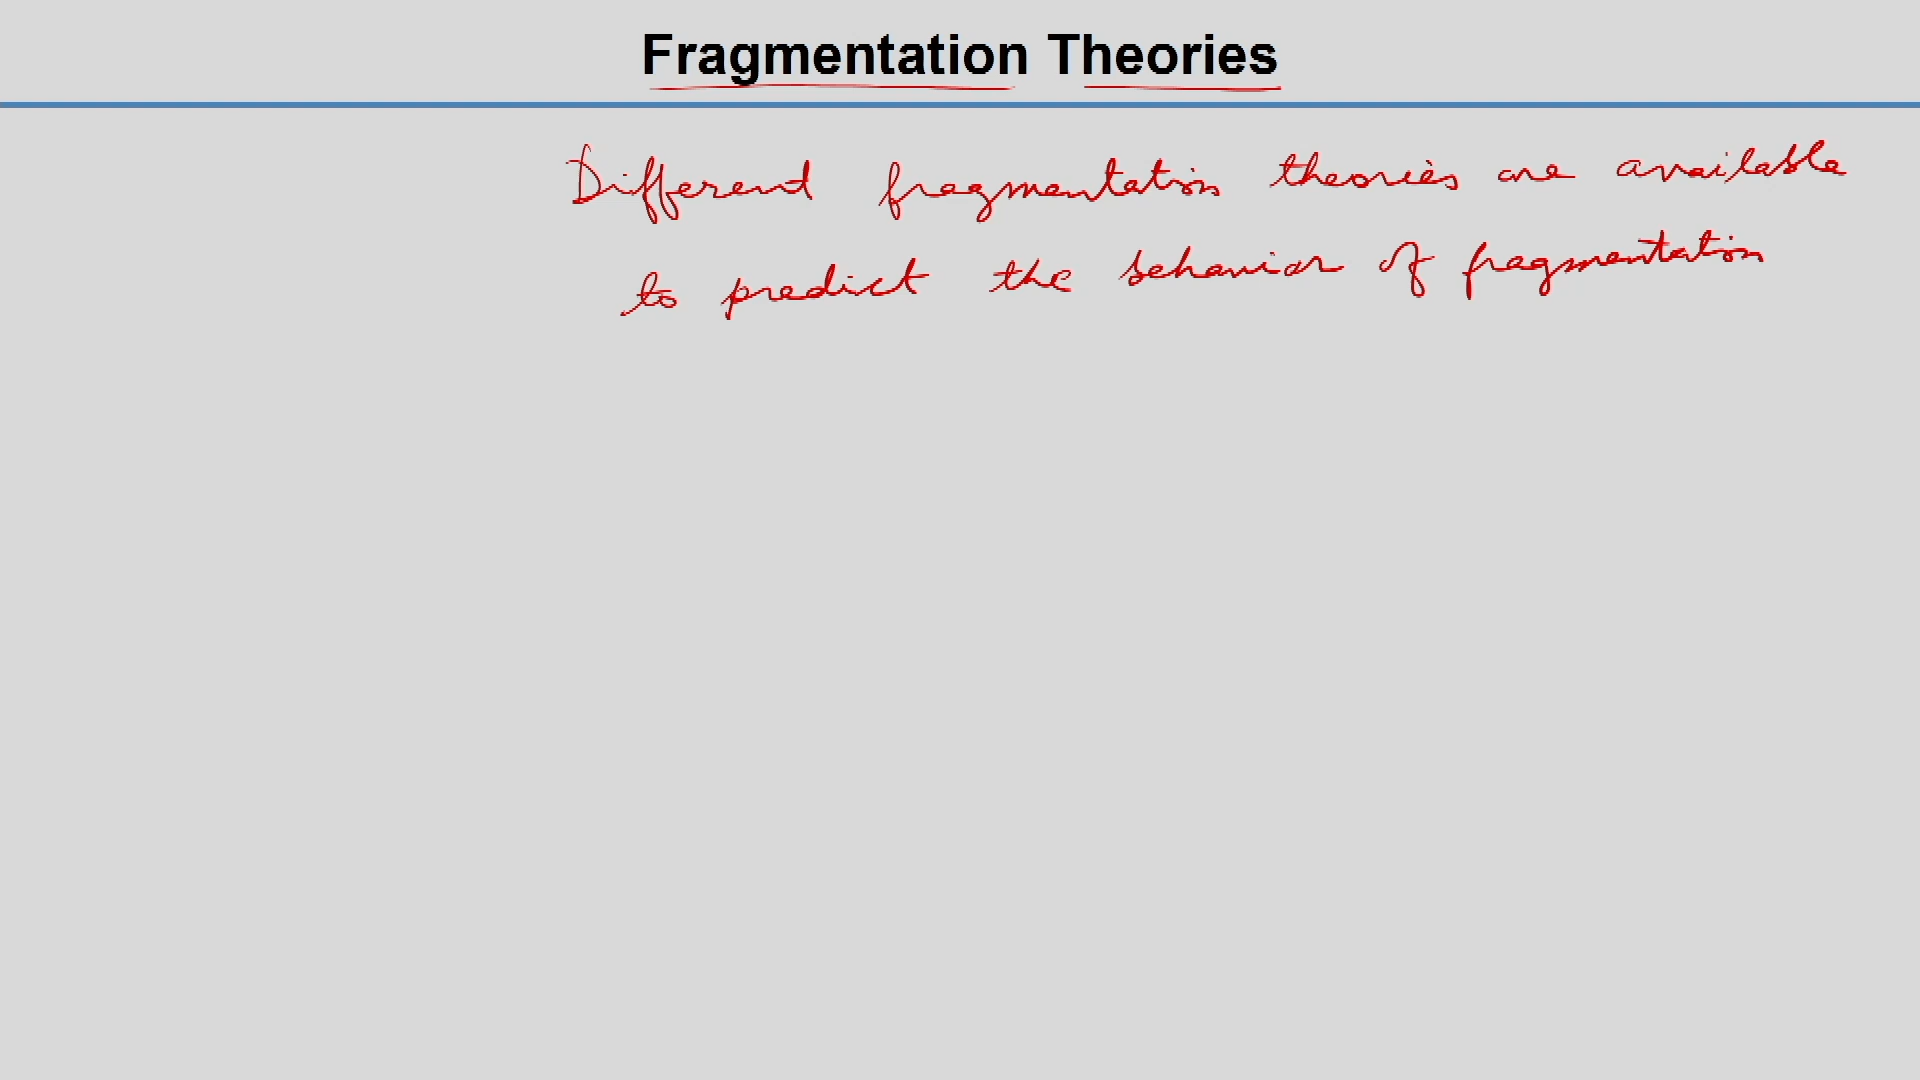 Fragmentation Theories
Different fragmentation theories are available
to predict the behavior of fragmentation